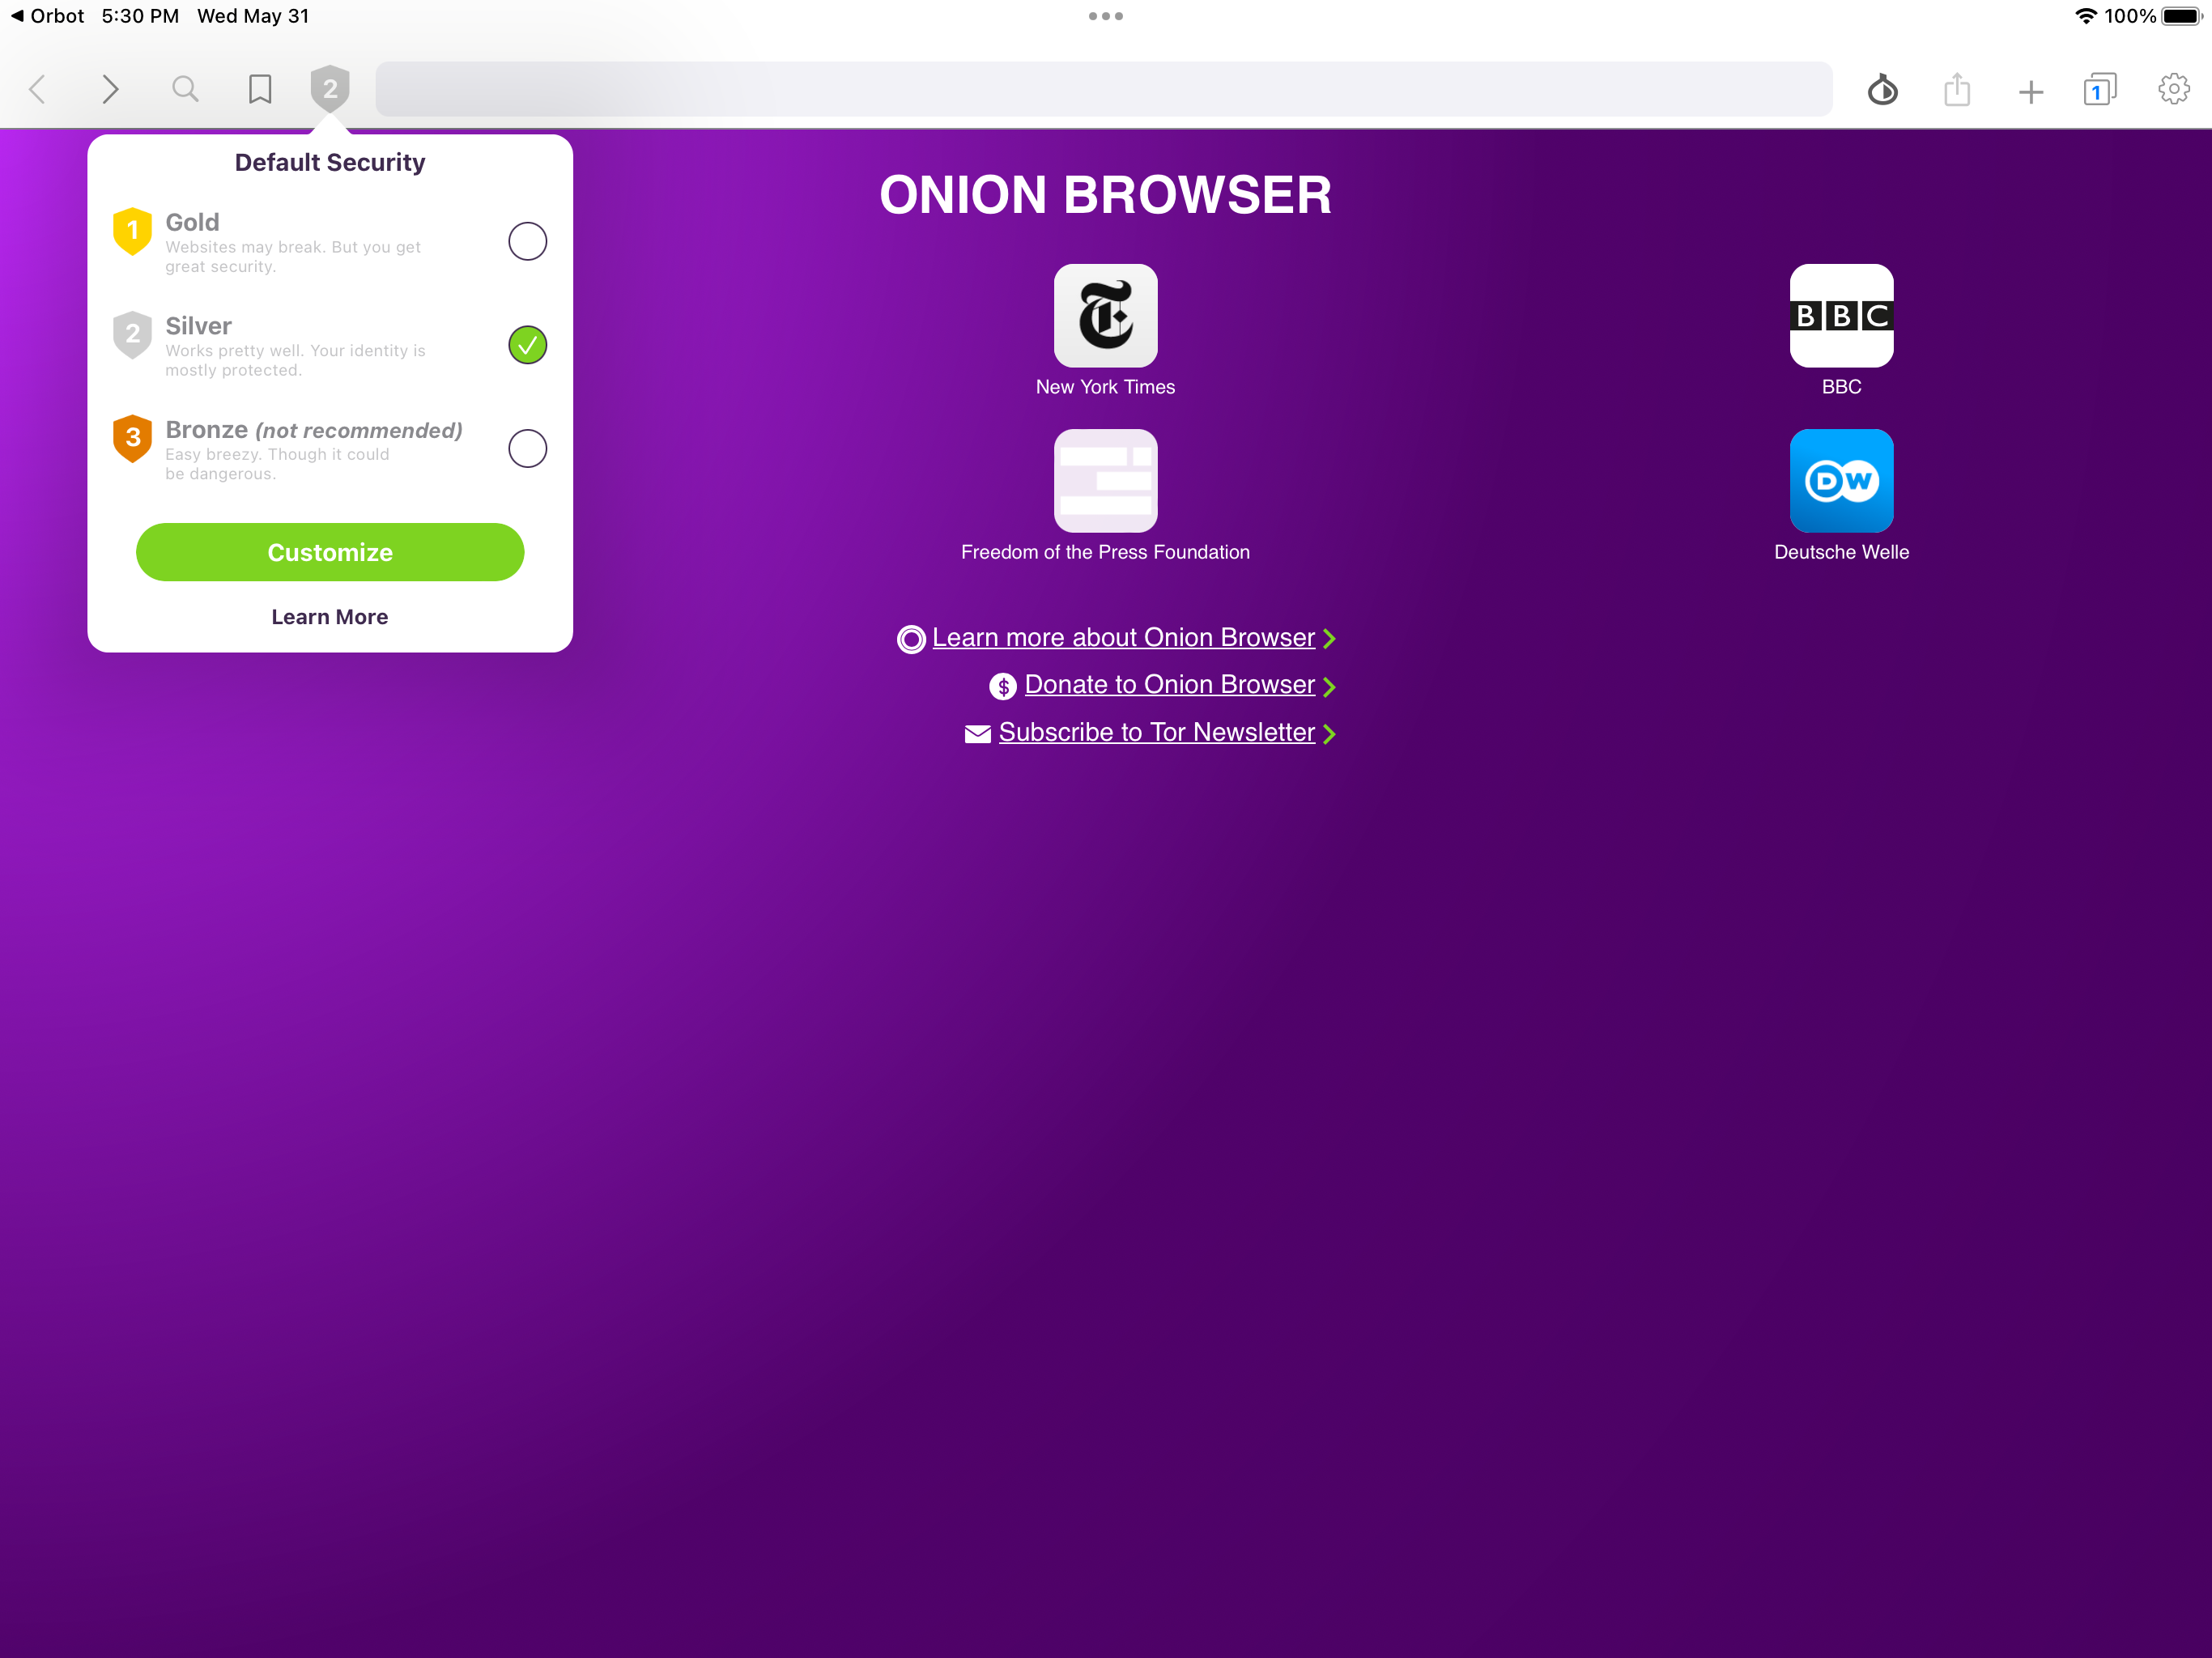 Orbot 5:30 PM Wed May 31 100%
2
1
Default Security
1
Gold
Websites may break. But you get
great security.
2
Silver
Works pretty well. Your identity is
mostly protected.
3
Bronze (not recommended)
Easy breezy. Though it could
be dangerous.
Customize
Learn More
ONION BROWSER
T
BBC
New York Times
BBC
DW
Freedom of the Press Foundation
Deutsche Welle
Learn more about Onion Browser
$ Donate to Onion Browser
Subscribe to Tor Newsletter